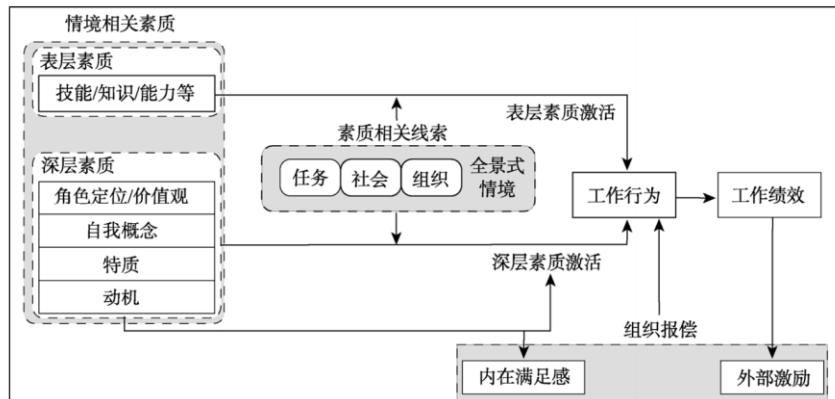 情境相关素质
表层素质
技能/知识/能力等
表层素质激活
素质相关线索
深层素质
任务
社会
组织
全景式
情境
角色定位/价值观
工作行为
工作绩效
自我概念
特质
深层素质激活
动机
组织报偿
内在满足感
外部激励